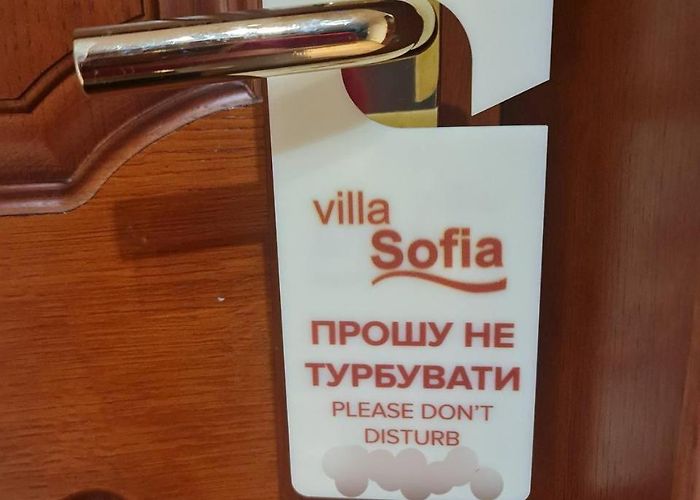 villa
Sofia
ПРОШУ НЕ
ТУРБУВАТИ
PLEASE DON'T
DISTURB